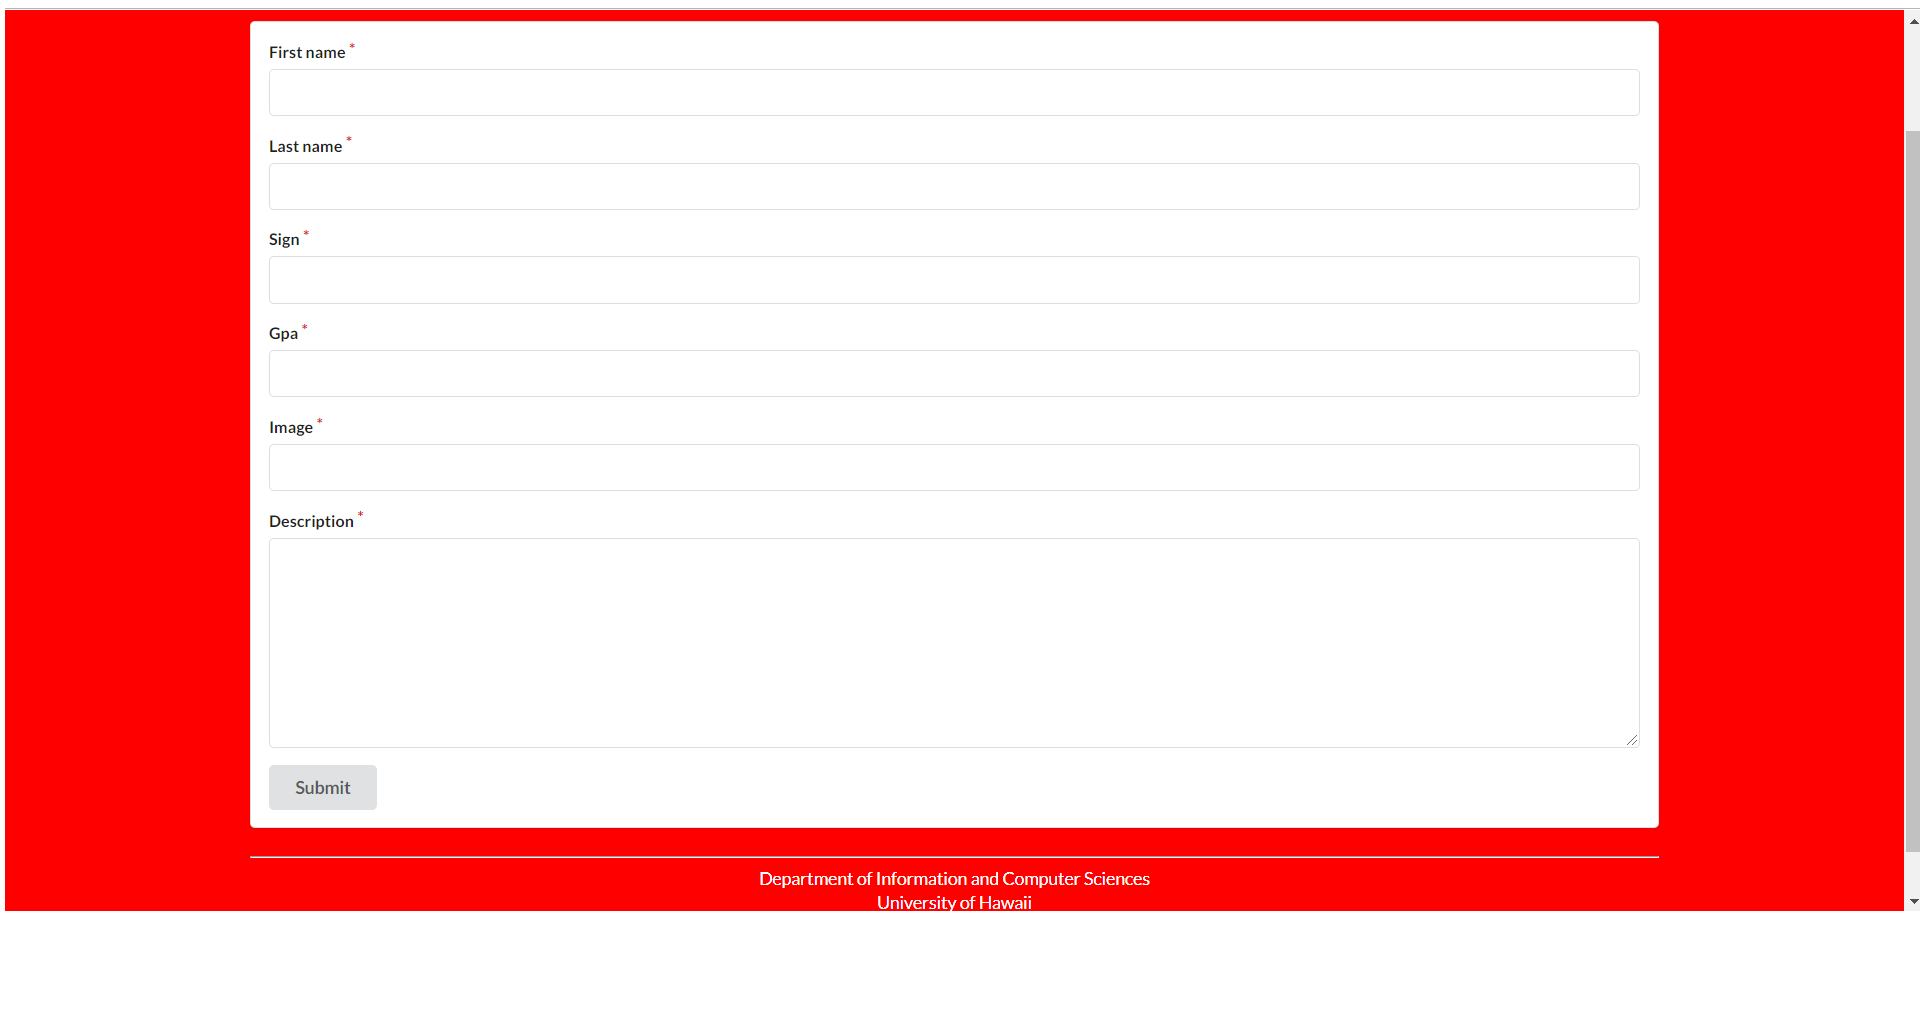 First name *
Last name *
Sign *
Gpa *
Image *
Description *
Submit
Department of Information and Computer Sciences
University of Hawaii